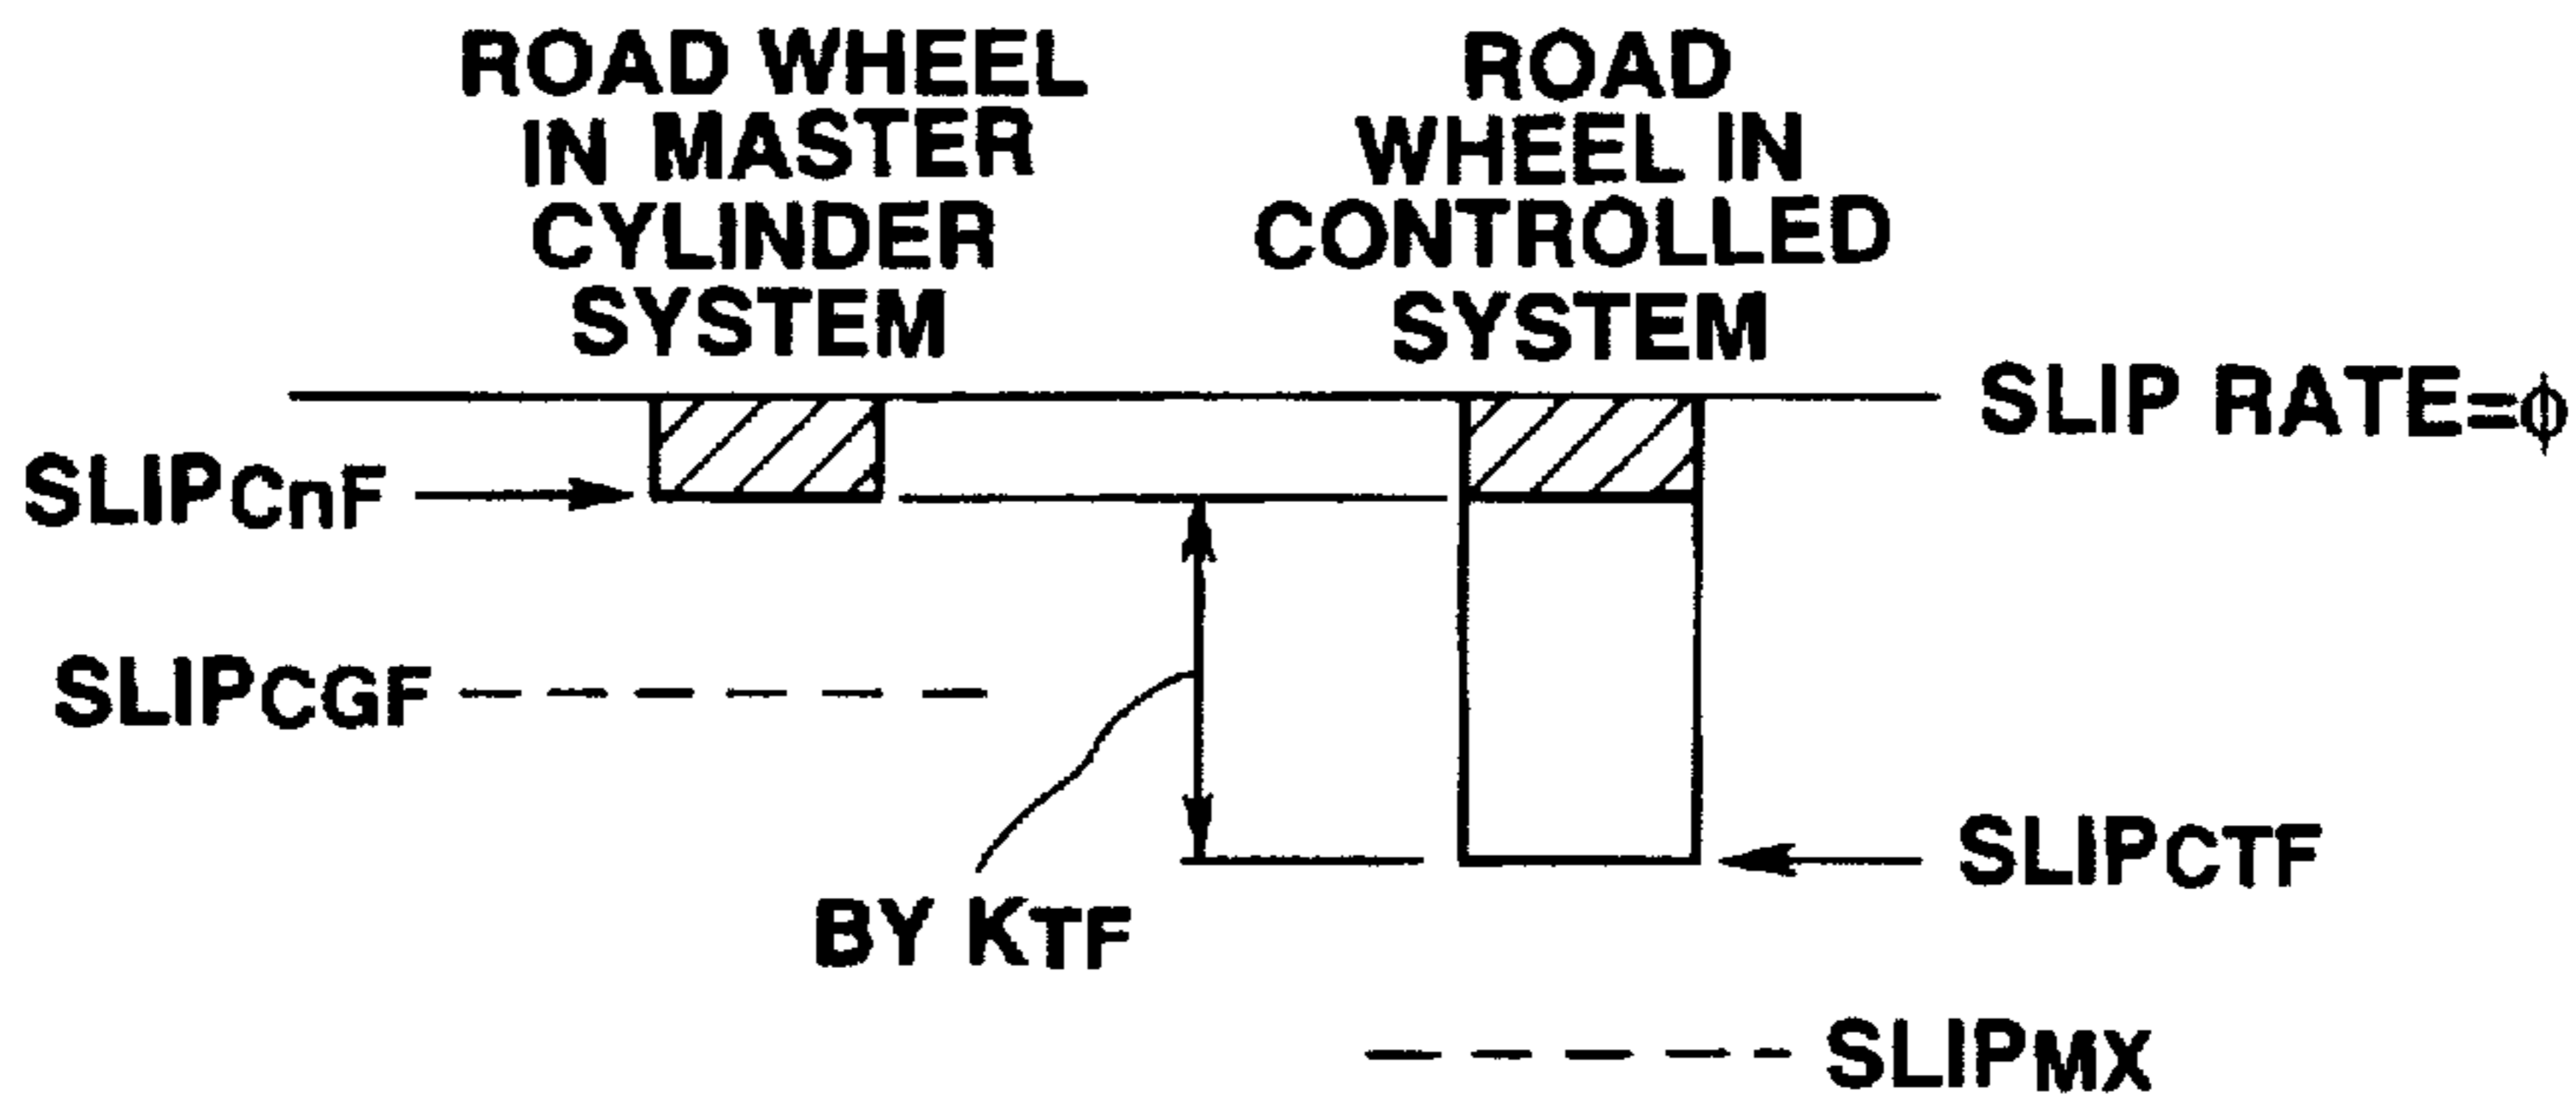 ROAD WHEEL
IN MASTER
CYLINDER
SYSTEM
ROAD
WHEEL IN
CONTROLLED
SYSTEM
SLIP RATE=ϕ
SLIPCnF
SLIPCGF
SLIPCTF
BY KTF
SLIPMX